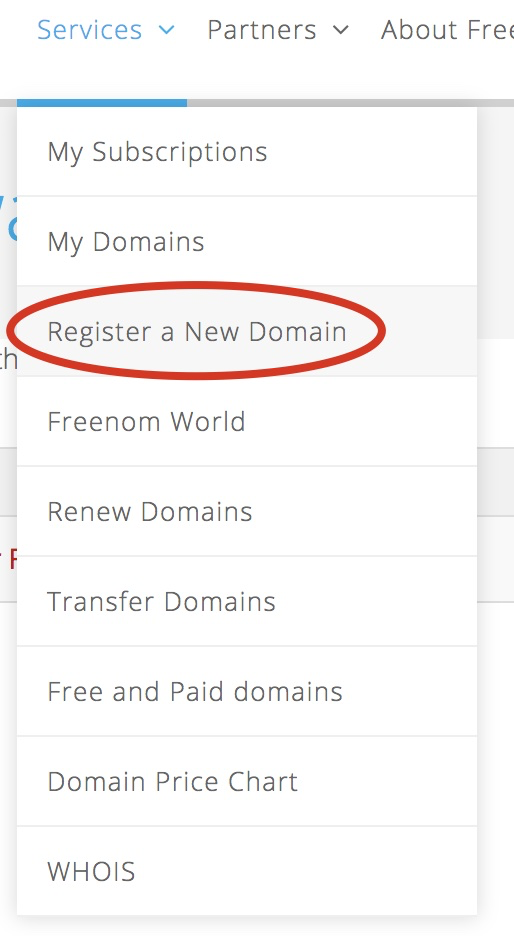 Services Partners About Free
My Subscriptions
My Domains
Register a New Domain
th
Freenom World
Renew Domains
Transfer Domains
Free and Paid domains
Domain Price Chart
WHOIS